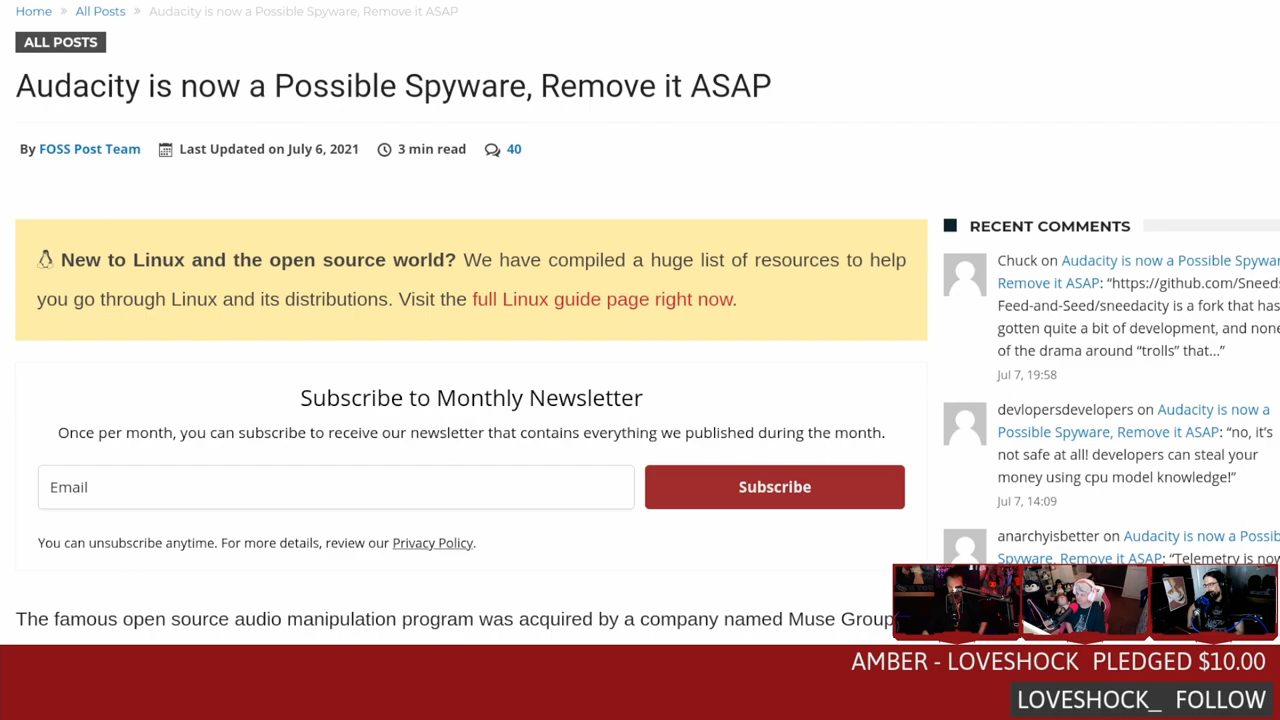 Home » All Posts » Audacity is now a Possible Spyware, Remove it ASAP
ALL POSTS
Audacity is now a Possible Spyware, Remove it ASAP
By FOSS Post Team Last Updated on July 6, 2021 3 min read 40
New to Linux and the open source world? We have compiled a huge list of resources to help
you go through Linux and its distributions. Visit the full Linux guide page right now.
Subscribe to Monthly Newsletter
Once per month, you can subscribe to receive our newsletter that contains everything we published during the month.
Email
Subscribe
You can unsubscribe anytime. For more details, review our Privacy Policy.
The famous open source audio manipulation program was acquired by a company named Muse Group
RECENT COMMENTS
Chuck on Audacity is now a Possible Spywar
Remove it ASAP: “https://github.com/Sneeds
Feed-and-Seed/sneedacity is a fork that has
gotten quite a bit of development, and none
of the drama around “trolls” that...”
Jul 7, 19:58
devlopersdevelopers on Audacity is now a
Possible Spyware, Remove it ASAP: “no, it’s
not safe at all! developers can steal your
money using cpu model knowledge!”
Jul 7, 14:09
anarchyisbetter on Audacity is now a Possib
Spyware, Remove it ASAP: “Telemetry is now
AMBER - LOVESHOCK PLEDGED $10.00
LOVESHOCK_ FOLLOW